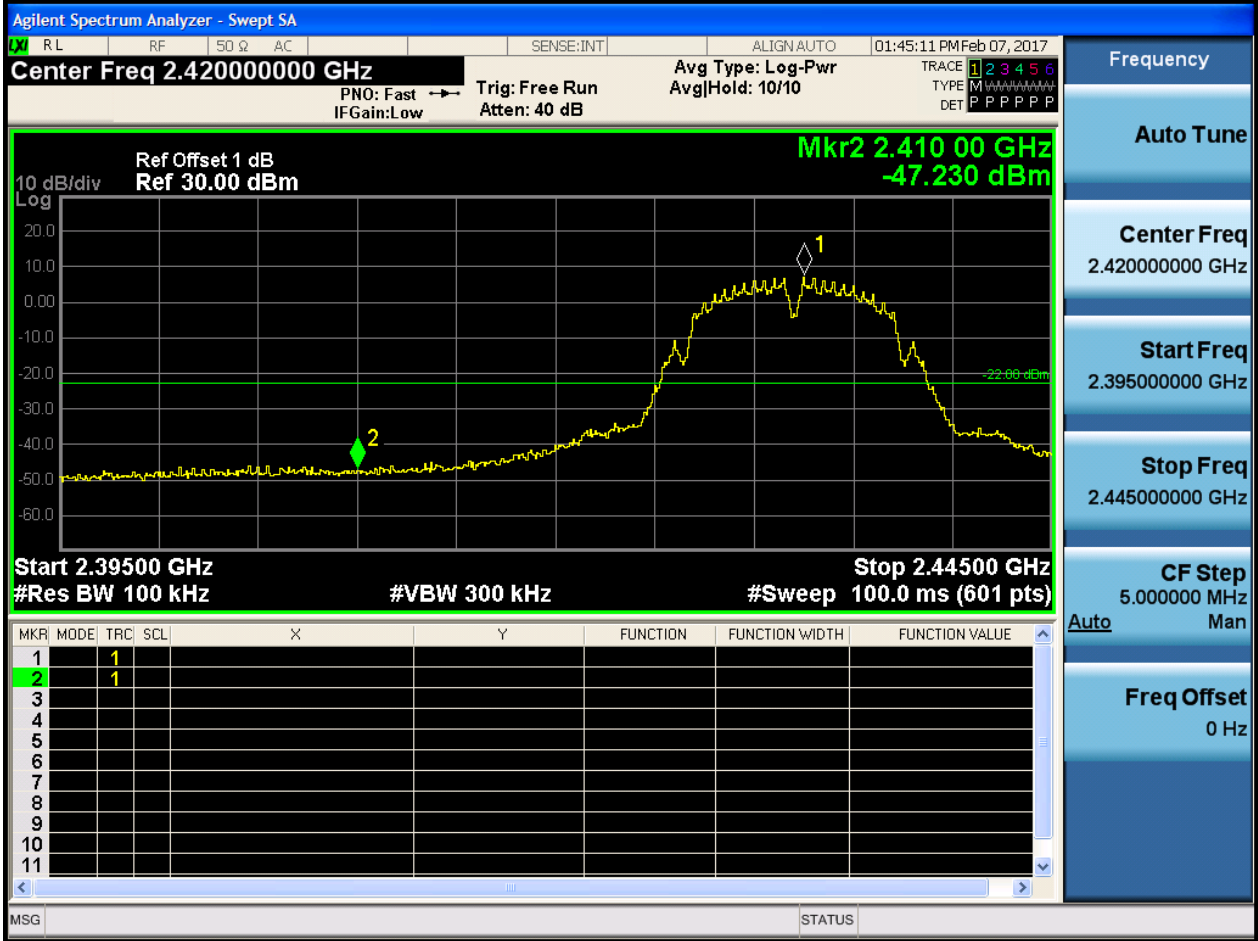 Agilent Spectrum Analyzer - Swept SA
LXI RL RF 50 Ω AC SENSE:INT ALIGN AUTO 01:45:11 PM Feb 07, 2017
Center Freq 2.420000000 GHz
PNO: Fast
IFGain:Low
Trig: Free Run
Atten: 40 dB
Avg Type: Log-Pwr
Avg|Hold: 10/10
TRACE 1 2 3 4 5 6
TYPE M W W W W W
DET P P P P P P
Mkr2 2.410 00 GHz
-47.230 dBm
Ref Offset 1 dB
10 dB/div Ref 30.00 dBm
Log
20.0
10.0
0.00
-10.0
-20.0
-30.0
-40.0
-50.0
-60.0
1
2
-22.00 dBm
Start 2.39500 GHz Stop 2.44500 GHz
#Res BW 100 kHz #VBW 300 kHz #Sweep 100.0 ms (601 pts)
MKR MODE TRC SCL X Y FUNCTION FUNCTION WIDTH FUNCTION VALUE
1 1
2 1
3
4
5
6
7
8
9
10
11
MSG STATUS
Frequency
Auto Tune
Center Freq
2.420000000 GHz
Start Freq
2.395000000 GHz
Stop Freq
2.445000000 GHz
CF Step
5.000000 MHz
Auto Man
Freq Offset
0 Hz